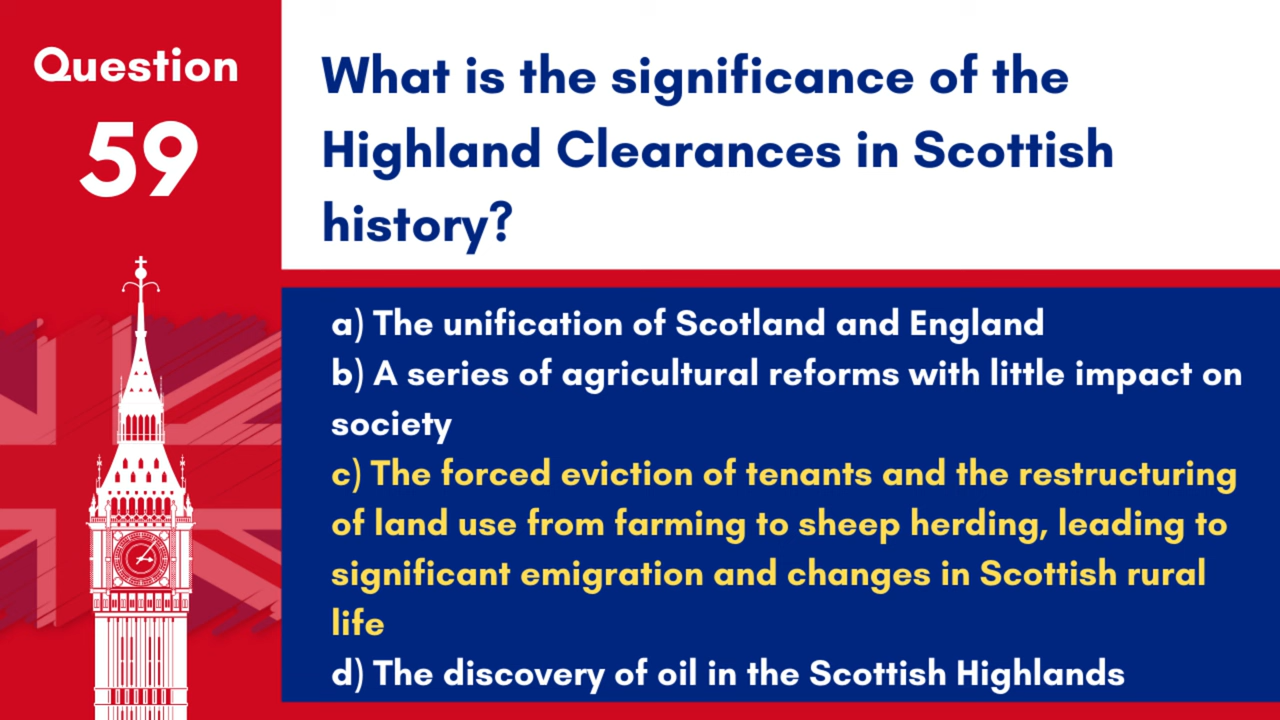 Question
59
What is the significance of the
Highland Clearances in Scottish
history?
a) The unification of Scotland and England
b) A series of agricultural reforms with little impact on
society
c) The forced eviction of tenants and the restructuring
of land use from farming to sheep herding, leading to
significant emigration and changes in Scottish rural
life
d) The discovery of oil in the Scottish Highlands